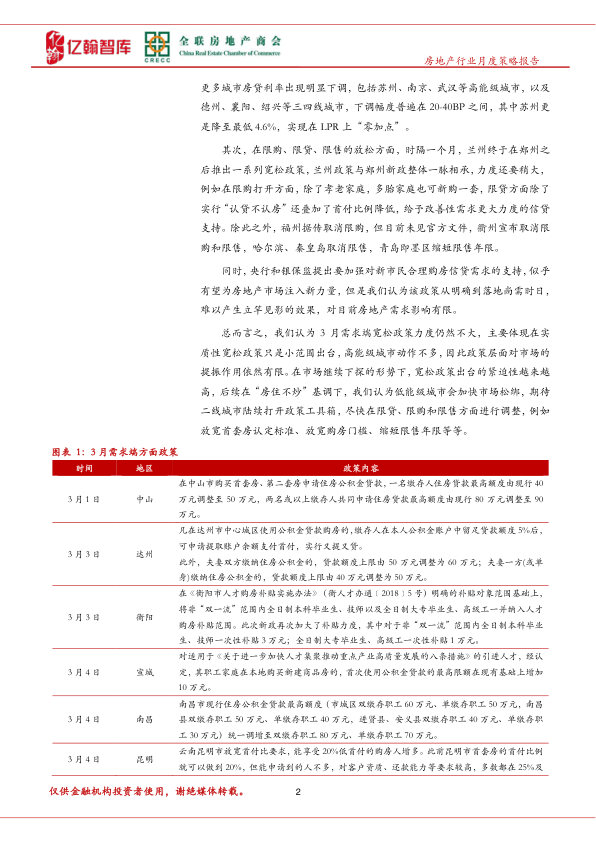 亿翰智库
CRECC
全联房地产商会
China Real Estate Chamber of Commerce
房地产行业月度策略报告
更多城市房贷利率出现明显下调，包括苏州、南京、武汉等高能级城市，以及
德州、襄阳、绍兴等三四线城市，下调幅度普遍在 20-40BP 之间，其中苏州更
是降至最低 4.6%，实现在 LPR 上“零加点”。
其次，在限购、限贷、限售的放松方面，时隔一个月，兰州终于在郑州之
后推出一系列宽松政策，兰州政策与郑州新政整体一脉相承，力度还要稍大，
例如在限购打开方面，除了孝老家庭，多胎家庭也可新购一套，限贷方面除了
实行“认贷不认房”还叠加了首付比例降低，给予改善性需求更大力度的信贷
支持。除此之外，福州据传取消限购，但目前未见官方文件，衢州宣布取消限
购和限售，哈尔滨、秦皇岛取消限售，青岛即墨区缩短限售年限。
同时，央行和银保监提出要加强对新市民合理购房信贷需求的支持，似乎
有望为房地产市场注入新力量，但是我们认为该政策从明确到落地尚需时日，
难以产生立竿见影的效果，对目前房地产需求影响有限。
总而言之，我们认为 3 月需求端宽松政策力度仍然不大，主要体现在实
质性宽松政策只是小范围出台，高能级城市动作不多，因此政策层面对市场的
提振作用依然有限。在市场继续下探的形势下，宽松政策出台的紧迫性越来越
高，后续在“房住不炒”基调下，我们认为低能级城市会加快市场松绑，期待
二线城市陆续打开政策工具箱，尽快在限贷、限购和限售方面进行调整，例如
放宽首套房认定标准、放宽购房门槛、缩短限售年限等等。
图表 1：3 月需求端方面政策
时间 地区 政策内容
3 月 1 日 中山 在中山市购买首套房、第二套房申请住房公积金贷款，一名缴存人住房贷款最高额度由现行 40
万元调整至 50 万元，两名或以上缴存人共同申请住房贷款最高额度由现行 80 万元调整至 90
万元。
3 月 3 日 达州 凡在达州市中心城区使用公积金贷款购房的，缴存人在本人公积金账户中留足贷款额度 5%后，
可申请提取账户余额支付首付，实行又提又贷。
此外，夫妻双方缴纳住房公积金的，贷款额度上限由 50 万元调整为 60 万元；夫妻一方(或单
身)缴纳住房公积金的，贷款额度上限由 40 万元调整为 50 万元。
3 月 3 日 衡阳 在《衡阳市人才购房补贴实施办法》（衡人才办通〔2018〕5 号）明确的补贴对象范围基础上，
将非“双一流”范围内全日制本科毕业生、技师以及全日制大专毕业生、高级工一并纳入人才
购房补贴范围。此次新政再次加大了补贴力度，其中对于非“双一流”范围内全日制本科毕业
生、技师一次性补贴 3 万元；全日制大专毕业生、高级工一次性补贴 1 万元。
3 月 4 日 宣城 对适用于《关于进一步加快人才集聚推动重点产业高质量发展的八条措施》的引进人才，经认
定，其职工家庭在本地购买新建商品房的，首次使用公积金贷款的最高限额在现有基础上增加
10 万元。
3 月 4 日 南昌 南昌市现行住房公积金贷款最高额度（市城区双缴存职工 60 万元、单缴存职工 50 万元，南昌
县双缴存职工 50 万元、单缴存职工 40 万元，进贤县、安义县双缴存职工 40 万元、单缴存职
工 30 万元）统一调增至双缴存职工 80 万元、单缴存职工 70 万元。
3 月 4 日 昆明 云南昆明市放宽首付比要求，能享受 20%低首付的购房人增多。此前昆明市首套房的首付比例
就可以做到 20%，但能申请到的人不多，对客户资质、还款能力等要求较高，多数都在 25%及
仅供金融机构投资者使用，谢绝媒体转载。
2